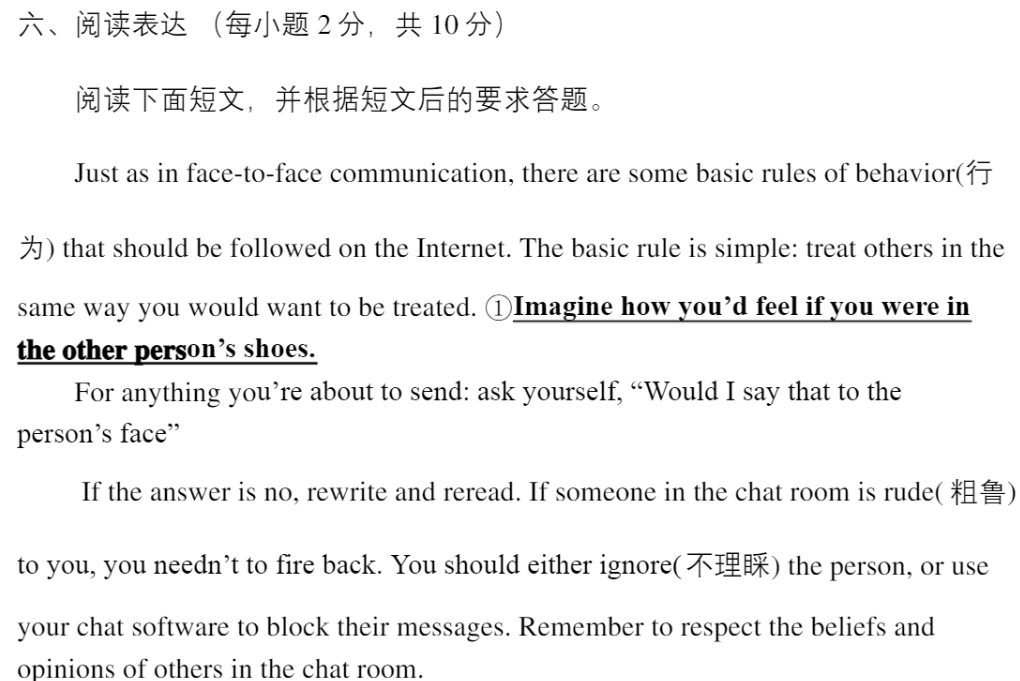 六、阅读表达 （每小题 2 分，共 10 分）
阅读下面短文，并根据短文后的要求答题。
Just as in face-to-face communication, there are some basic rules of behavior(行
为) that should be followed on the Internet. The basic rule is simple: treat others in the
same way you would want to be treated. ①Imagine how you’d feel if you were in
the other person’s shoes.
For anything you’re about to send: ask yourself, “Would I say that to the
person’s face”
If the answer is no, rewrite and reread. If someone in the chat room is rude( 粗鲁)
to you, you needn’t to fire back. You should either ignore(不理睬) the person, or use
your chat software to block their messages. Remember to respect the beliefs and
opinions of others in the chat room.